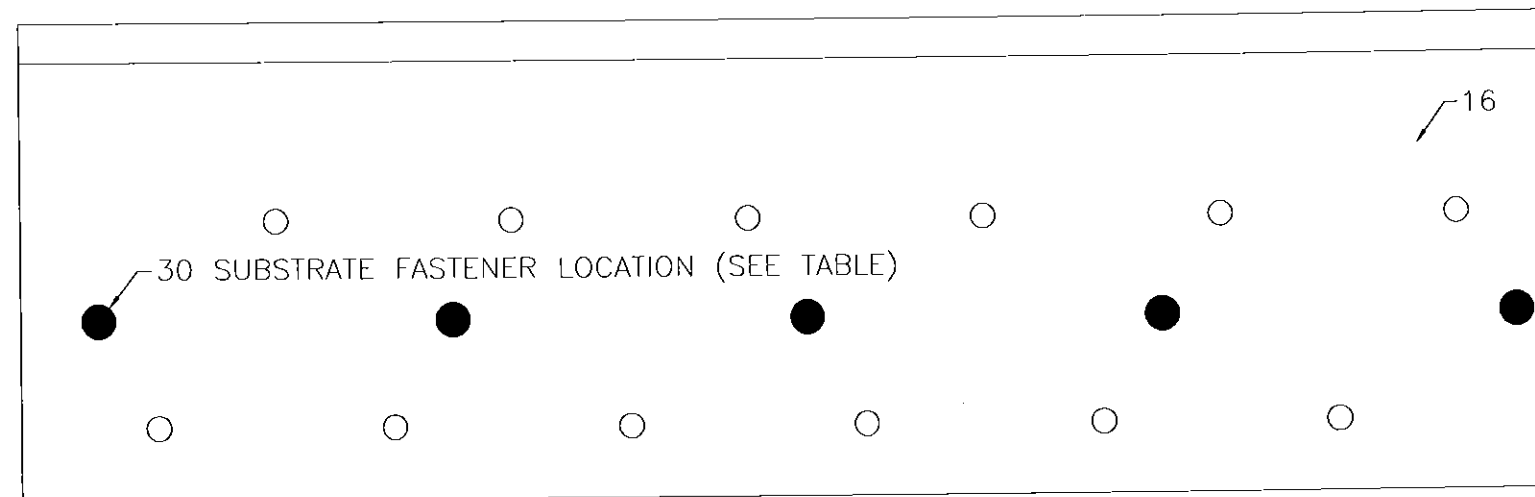 16
30 SUBSTRATE FASTENER LOCATION (SEE TABLE)